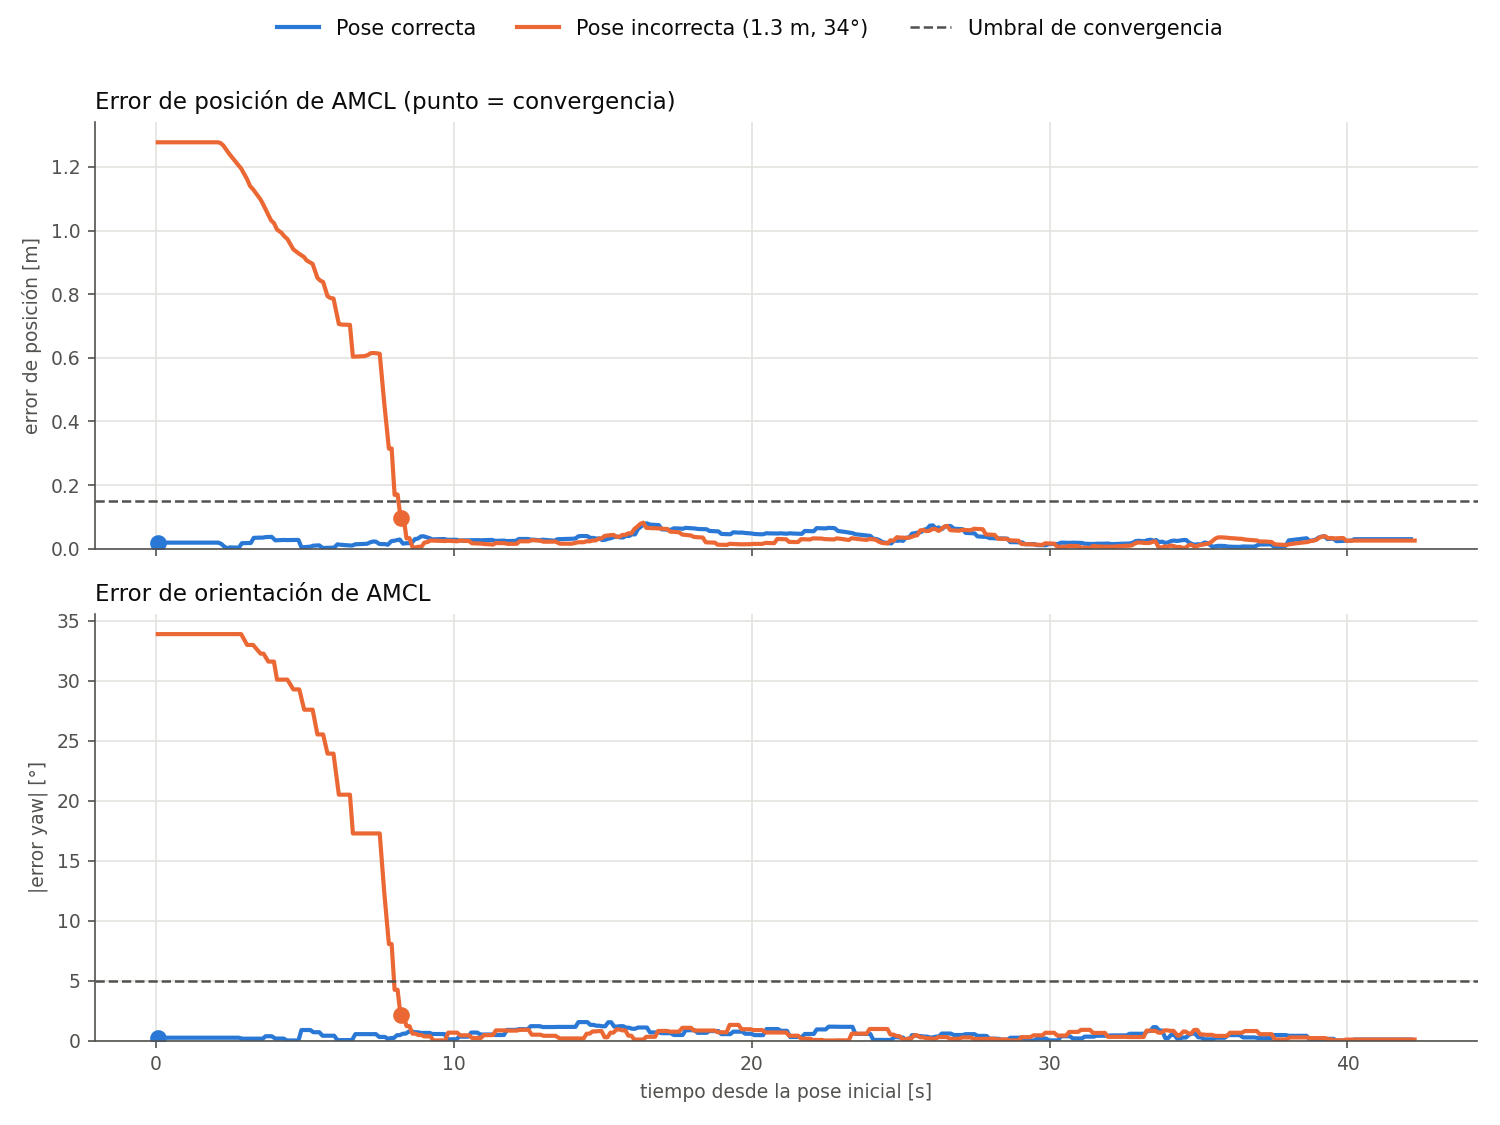 Pose correcta
Pose incorrecta (1.3 m, 34°)
Umbral de convergencia
Error de posición de AMCL (punto = convergencia)
error de posición [m]
1.2
1.0
0.8
0.6
0.4
0.2
0.0
Error de orientación de AMCL
|error yaw| [°]
35
30
25
20
15
10
5
0
0 10 20 30 40
tiempo desde la pose inicial [s]